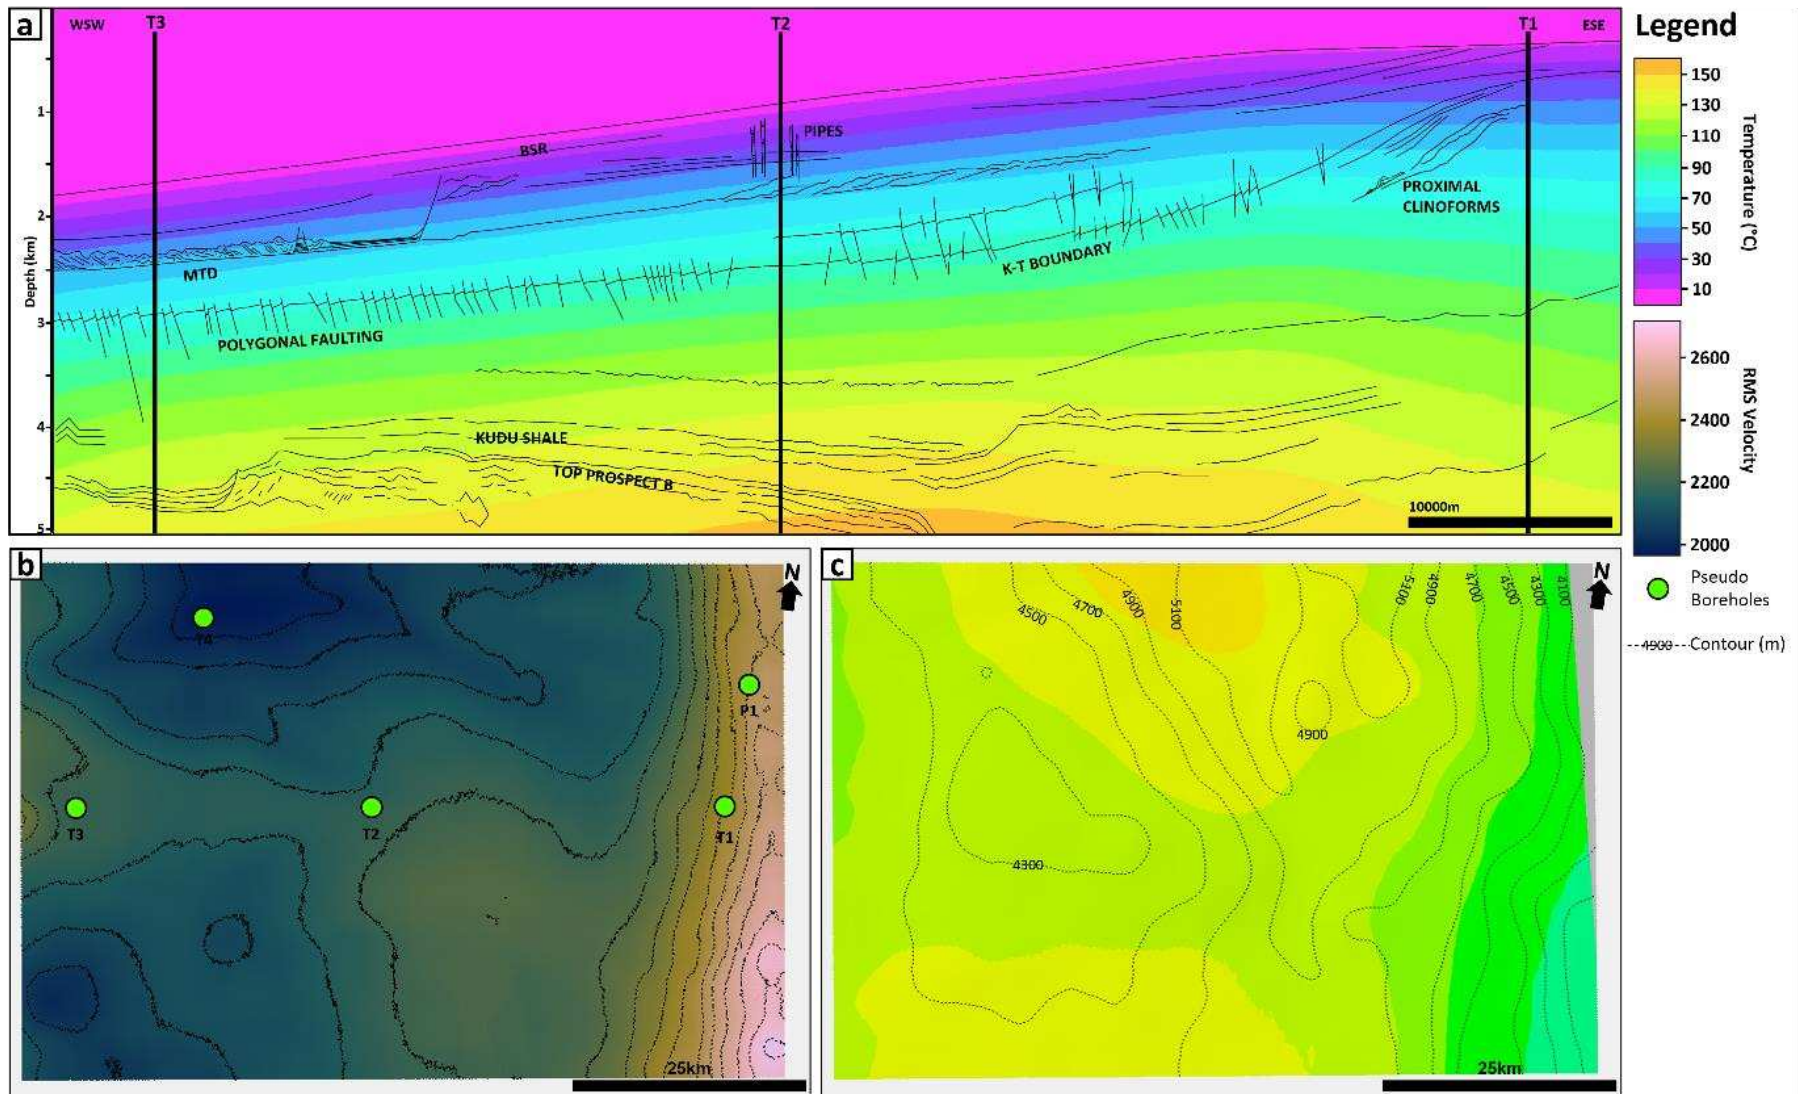 a
WSW
T3
T2
T1
ESE
BSR
PIPES
PROXIMAL
CLINOFORMS
MTD
K-T BOUNDARY
POLYGONAL FAULTING
KUDU SHALE
TOP PROSPECT B
10000m
Depth (km)
1
2
3
4
5
Legend
150
130
110
90
70
50
30
10
Temperature (°C)
2600
2400
2200
2000
RMS Velocity
Pseudo
Boreholes
4900
Contour (m)
b
N
T4
P1
T3
T2
T1
25km
c
N
4500
4700
4900
5100
5100
4900
4700
4500
4300
4100
4900
4300
25km